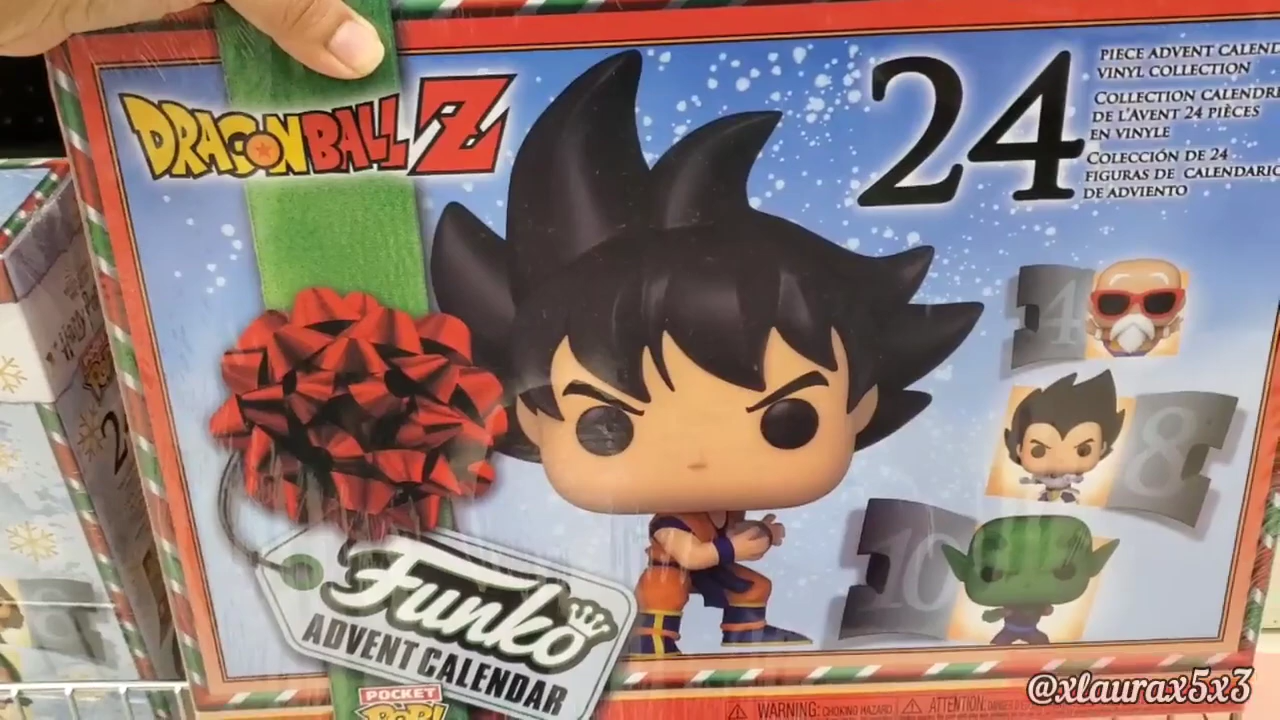 DRAGON BALL Z
24
PIECE ADVENT CALEND
VINYL COLLECTION
COLLECTION CALENDRE
DE L'AVENT 24 PIÈCES
EN VINYLE
COLECCIÓN DE 24
FIGURAS DE CALENDARIO
DE ADVIENTO
4
8
10
Funko
ADVENT CALENDAR
POCKET
POP!
WARNING: CHOKING HAZARD
ATTENTION:
@xlaurax5x3